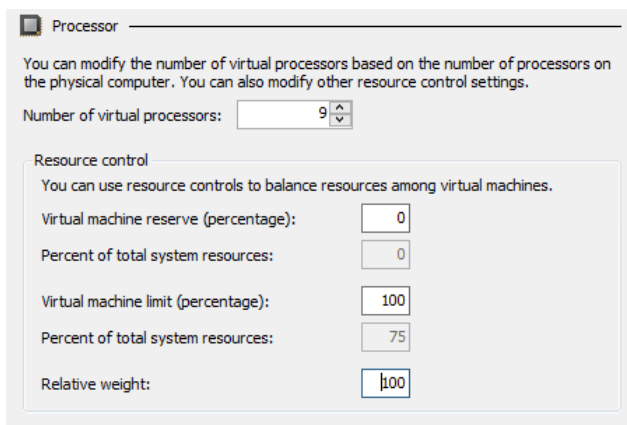 Processor
You can modify the number of virtual processors based on the number of processors on
the physical computer. You can also modify other resource control settings.
Number of virtual processors: 9
Resource control
You can use resource controls to balance resources among virtual machines.
Virtual machine reserve (percentage): 0
Percent of total system resources: 0
Virtual machine limit (percentage): 100
Percent of total system resources: 75
Relative weight: 100